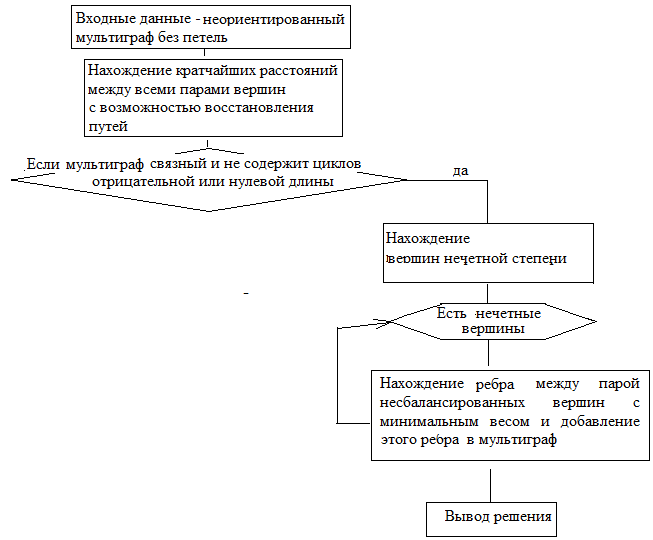 Входные данные - неориентированный
мультиграф без петель
Нахождение кратчайших расстояний
между всеми парами вершин
с возможностью восстановления
путей
Если мультиграф связный и не содержит циклов
отрицательной или нулевой длины
да
Нахождение
вершин нечетной степени
Есть нечетные
вершины
Нахождение ребра между парой
несбалансированных вершин с
минимальным весом и добавление
этого ребра в мультиграф
Вывод решения